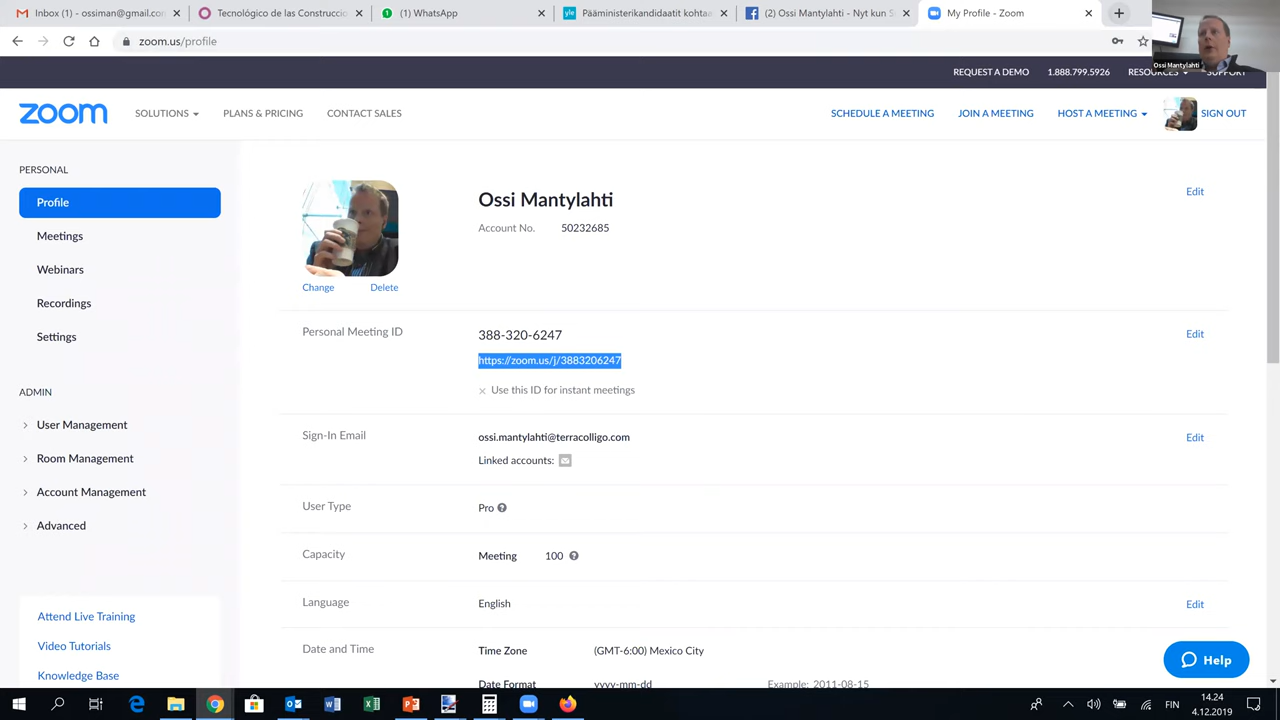 Inbox (1) - ossiman@gmail.com
Tecnológico de las Construccio
(1) WhatsApp
Pääministerikandidaatit kohtaa
(2) Ossi Mantylahti - Nyt kun S
My Profile - Zoom
zoom.us/profile
Ossi Mantylahti
REQUEST A DEMO 1.888.799.5926 RESOURCES SUPPORT
zoom SOLUTIONS PLANS & PRICING CONTACT SALES SCHEDULE A MEETING JOIN A MEETING HOST A MEETING SIGN OUT
PERSONAL
Profile
Meetings
Webinars
Recordings
Settings
ADMIN
User Management
Room Management
Account Management
Advanced
Attend Live Training
Video Tutorials
Knowledge Base
Change Delete
Ossi Mantylahti Edit
Account No. 50232685
Personal Meeting ID 388-320-6247 Edit
https://zoom.us/j/3883206247
× Use this ID for instant meetings
Sign-In Email ossi.mantylahti@terracolligo.com Edit
Linked accounts:
User Type Pro
Capacity Meeting 100
Language English Edit
Date and Time Time Zone (GMT-6:00) Mexico City
Date Format yyyy-mm-dd Example: 2011-08-15
Help
FIN
14.24
4.12.2019